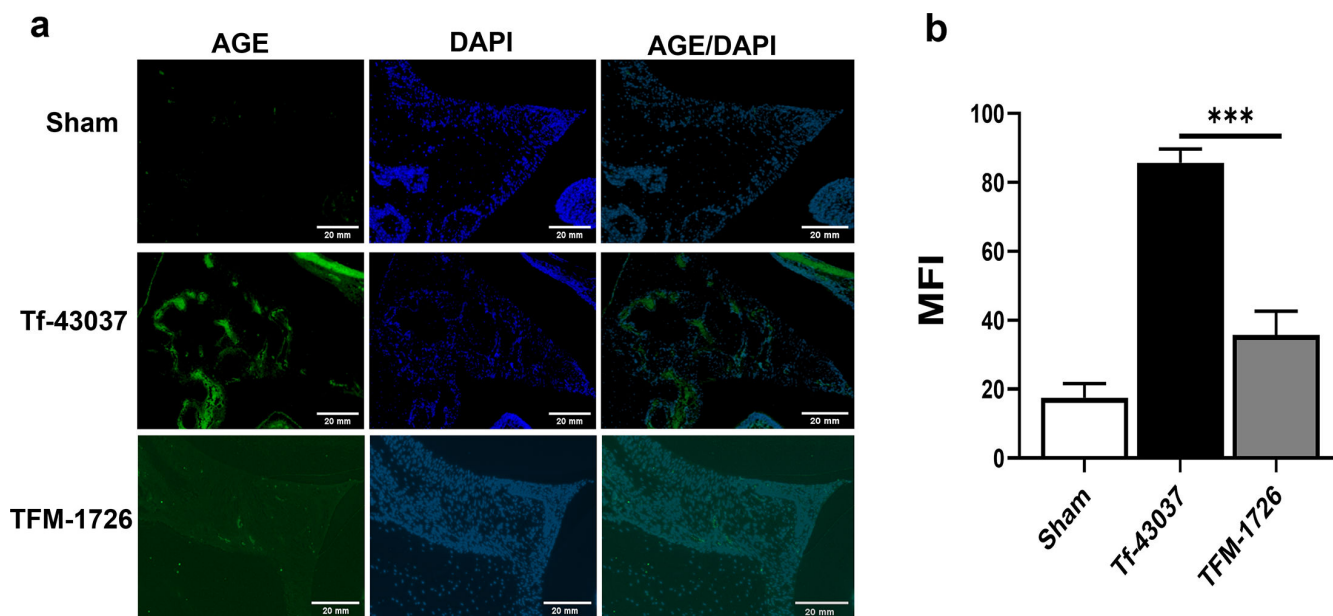 a
AGE DAPI AGE/DAPI
Sham
20 mm 20 mm 20 mm
Tf-43037
20 mm 20 mm 20 mm
TFM-1726
20 mm 20 mm 20 mm
b
100
80
60
40
20
0
MFI
***
Sham
Tf-43037
TFM-1726